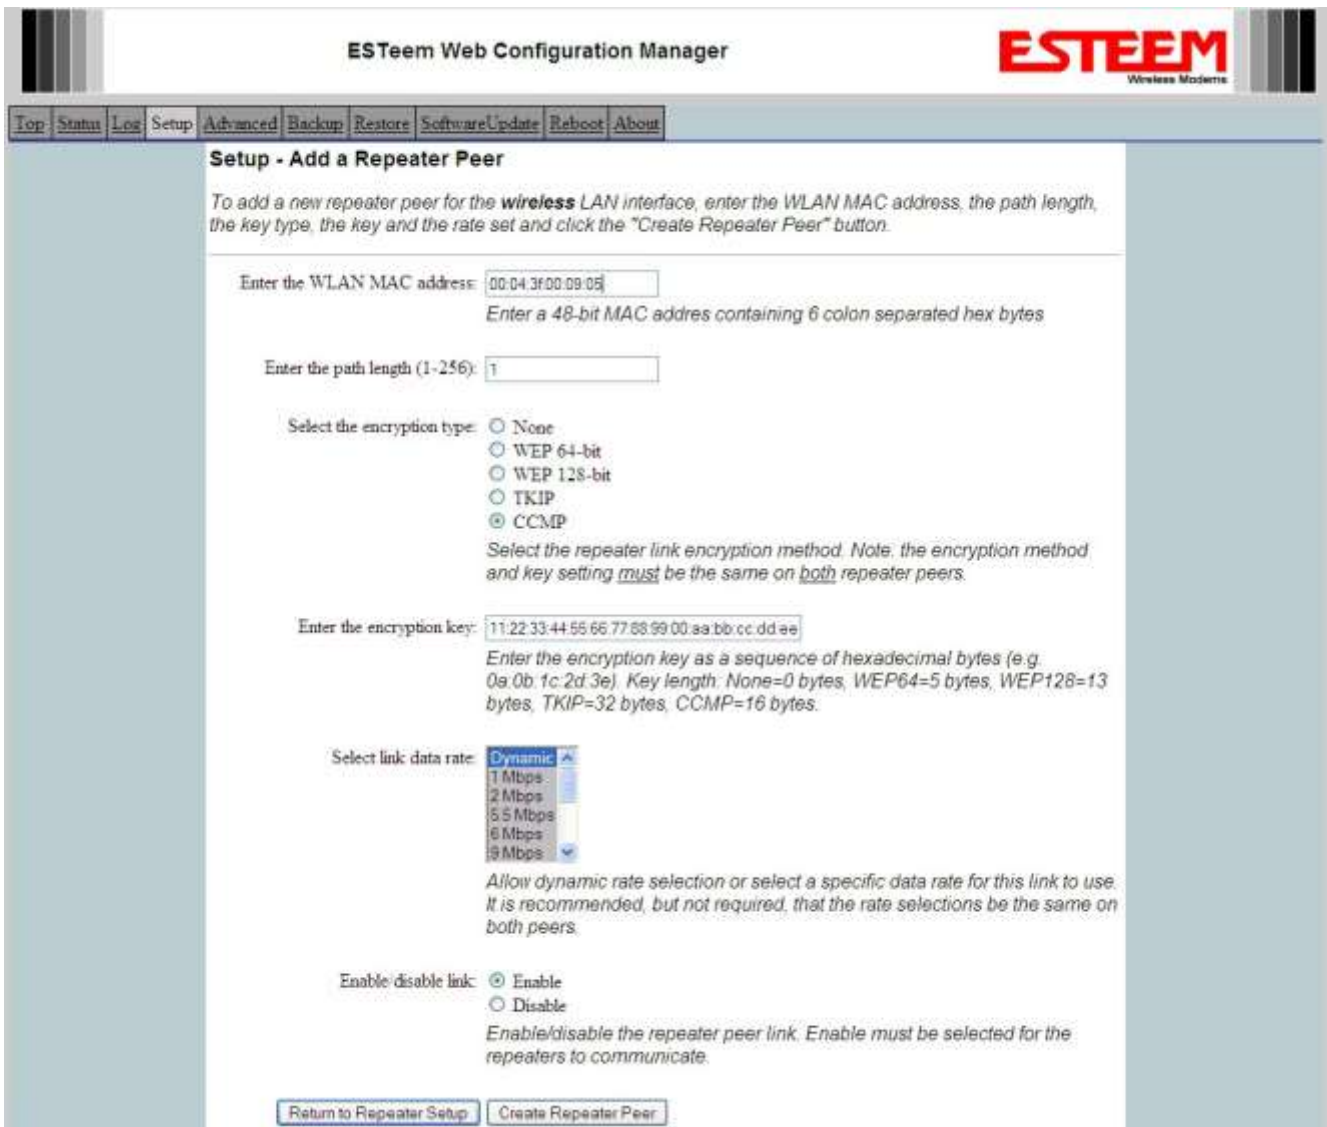 ESTeem Web Configuration Manager
ESTEEM
Wireless Modems
Top Status Log Setup Advanced Backup Restore SoftwareUpdate Reboot About
Setup - Add a Repeater Peer
To add a new repeater peer for the wireless LAN interface, enter the WLAN MAC address, the path length,
the key type, the key and the rate set and click the "Create Repeater Peer" button.
Enter the WLAN MAC address: 00:04:3f:00:09:05
Enter a 48-bit MAC addres containing 6 colon separated hex bytes
Enter the path length (1-256): 1
Select the encryption type: None
WEP 64-bit
WEP 128-bit
TKIP
CCMP
Select the repeater link encryption method. Note: the encryption method
and key setting must be the same on both repeater peers.
Enter the encryption key: 11:22:33:44:55:66:77:88:99:00:aa:bb:cc:dd:ee
Enter the encryption key as a sequence of hexadecimal bytes (e.g.
0a:0b:1c:2d:3e). Key length: None=0 bytes, WEP64=5 bytes, WEP128=13
bytes, TKIP=32 bytes, CCMP=16 bytes.
Select link data rate: Dynamic
1 Mbps
2 Mbps
5.5 Mbps
6 Mbps
9 Mbps
Allow dynamic rate selection or select a specific data rate for this link to use.
It is recommended, but not required, that the rate selections be the same on
both peers.
Enable/disable link: Enable
Disable
Enable/disable the repeater peer link. Enable must be selected for the
repeaters to communicate.
Return to Repeater Setup Create Repeater Peer